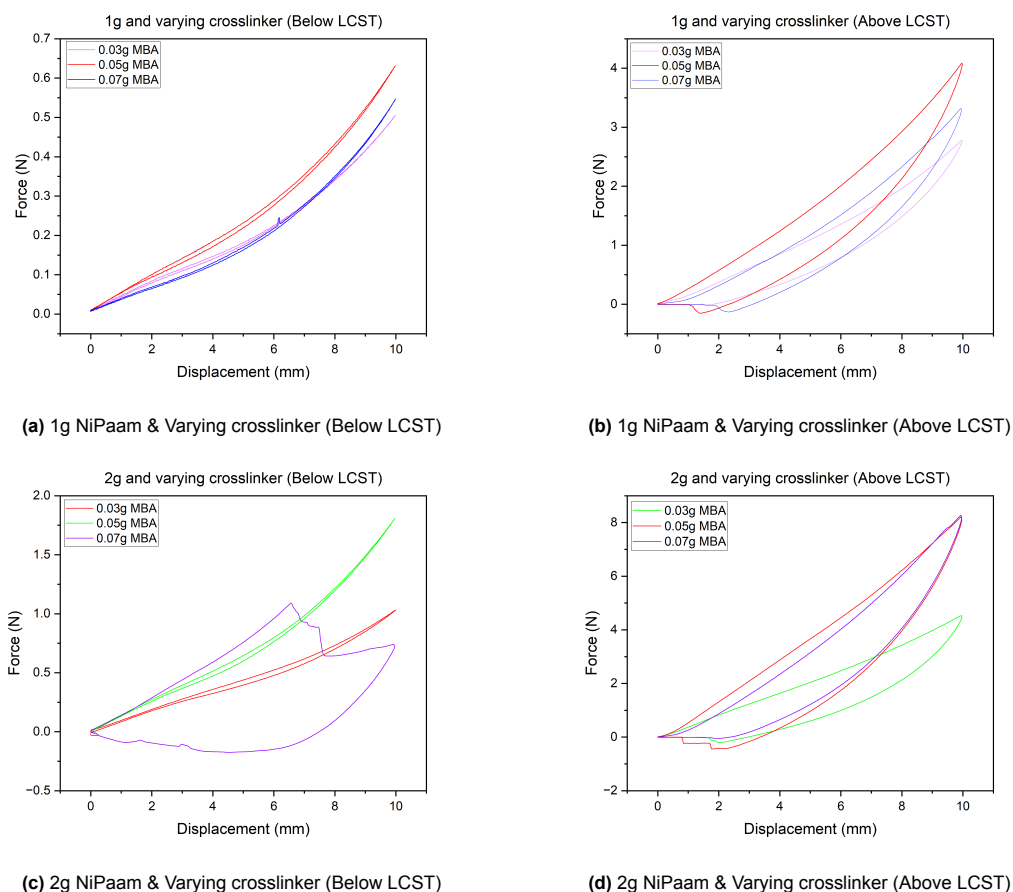 1g and varying crosslinker (Below LCST)
0.03g MBA
0.05g MBA
0.07g MBA
0.7
0.6
0.5
0.4
0.3
0.2
0.1
0.0
Force (N)
0 2 4 6 8 10
Displacement (mm)
(a) 1g NiPaam & Varying crosslinker (Below LCST)
1g and varying crosslinker (Above LCST)
0.03g MBA
0.05g MBA
0.07g MBA
4
3
2
1
0
Force (N)
0 2 4 6 8 10
Displacement (mm)
(b) 1g NiPaam & Varying crosslinker (Above LCST)
2g and varying crosslinker (Below LCST)
0.03g MBA
0.05g MBA
0.07g MBA
2.0
1.5
1.0
0.5
0.0
−0.5
Force (N)
0 2 4 6 8 10
Displacement (mm)
(c) 2g NiPaam & Varying crosslinker (Below LCST)
2g and varying crosslinker (Above LCST)
0.03g MBA
0.05g MBA
0.07g MBA
8
6
4
2
0
−2
Force (N)
0 2 4 6 8 10
Displacement (mm)
(d) 2g NiPaam & Varying crosslinker (Above LCST)